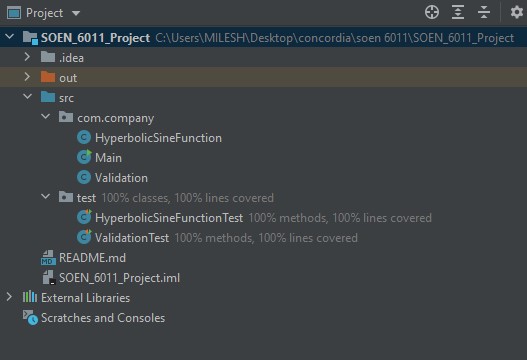 Project
SOEN_6011_Project C:\Users\MILESH\Desktop\concordia\soen 6011\SOEN_6011_Project
.idea
out
src
com.company
HyperbolicSineFunction
Main
Validation
test 100% classes, 100% lines covered
HyperbolicSineFunctionTest 100% methods, 100% lines covered
ValidationTest 100% methods, 100% lines covered
README.md
SOEN_6011_Project.iml
External Libraries
Scratches and Consoles